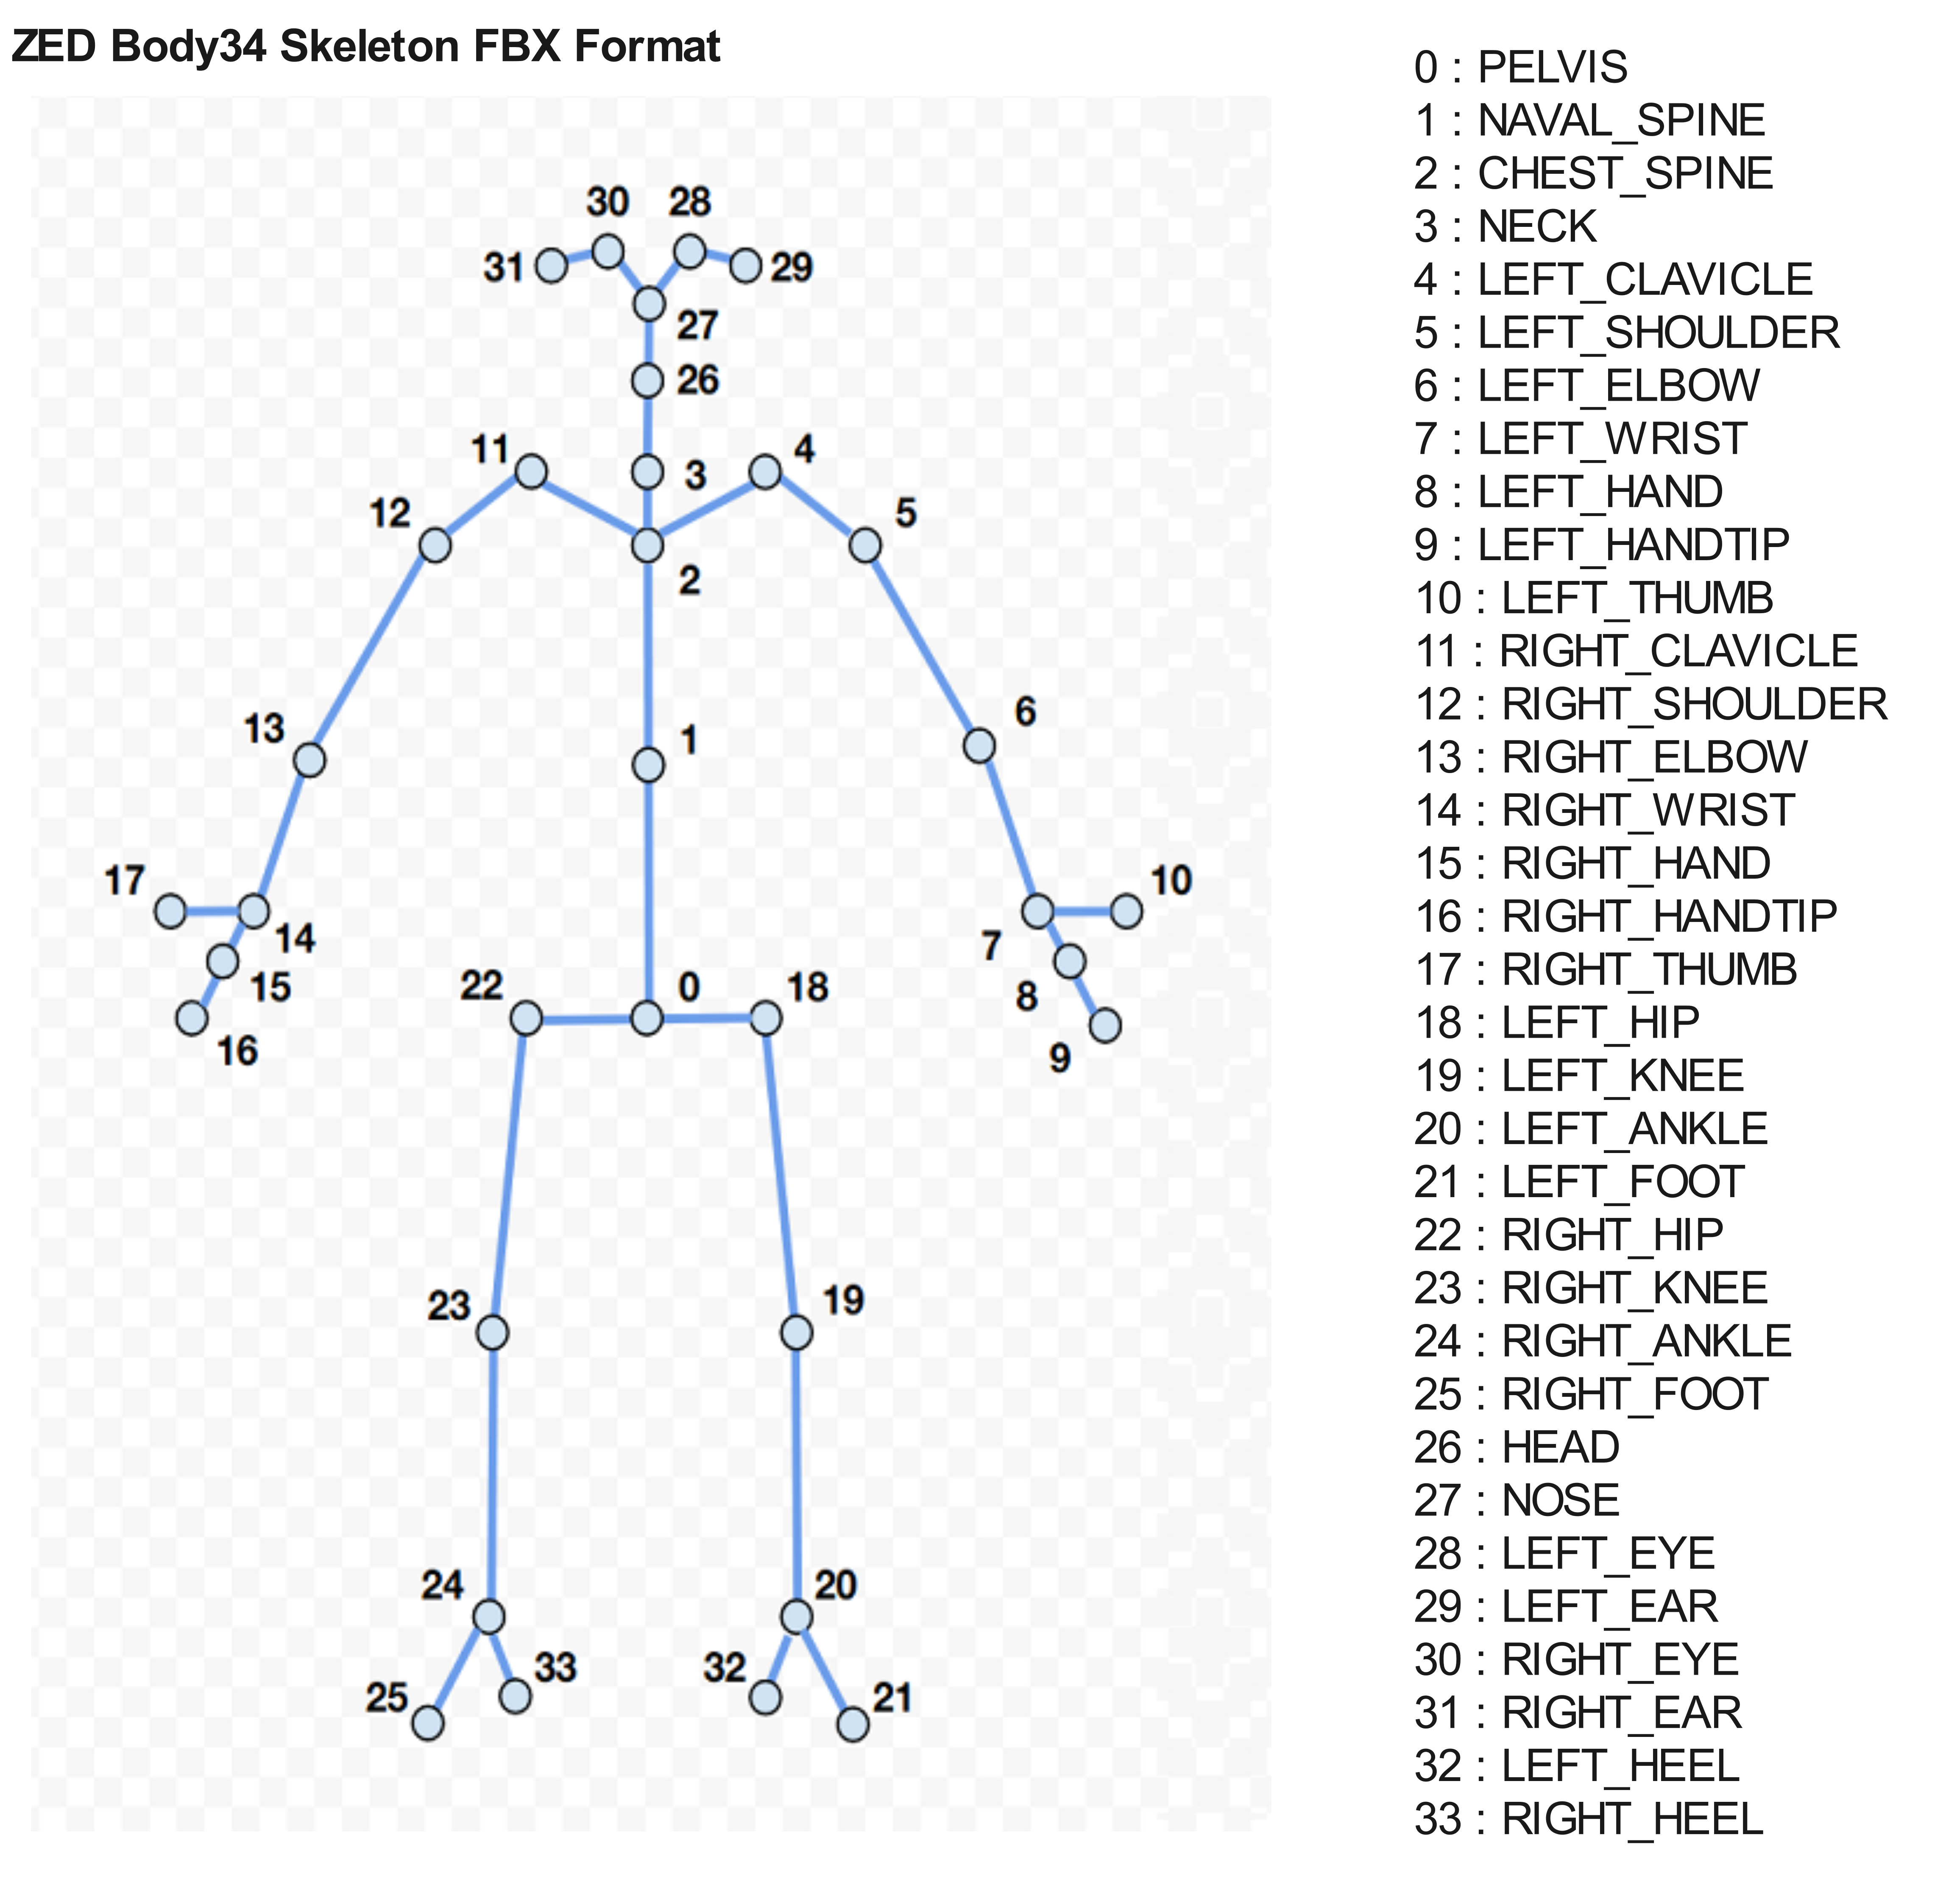 ZED Body34 Skeleton FBX Format
30 28
31 29
27
26
11 3 4
12 5
2
13 1 6
17 10
14 7
15 22 0 18 8
16 9
23 19
24 20
25 33 32 21
0 : PELVIS
1 : NAVAL_SPINE
2 : CHEST_SPINE
3 : NECK
4 : LEFT_CLAVICLE
5 : LEFT_SHOULDER
6 : LEFT_ELBOW
7 : LEFT_WRIST
8 : LEFT_HAND
9 : LEFT_HANDTIP
10 : LEFT_THUMB
11 : RIGHT_CLAVICLE
12 : RIGHT_SHOULDER
13 : RIGHT_ELBOW
14 : RIGHT_WRIST
15 : RIGHT_HAND
16 : RIGHT_HANDTIP
17 : RIGHT_THUMB
18 : LEFT_HIP
19 : LEFT_KNEE
20 : LEFT_ANKLE
21 : LEFT_FOOT
22 : RIGHT_HIP
23 : RIGHT_KNEE
24 : RIGHT_ANKLE
25 : RIGHT_FOOT
26 : HEAD
27 : NOSE
28 : LEFT_EYE
29 : LEFT_EAR
30 : RIGHT_EYE
31 : RIGHT_EAR
32 : LEFT_HEEL
33 : RIGHT_HEEL